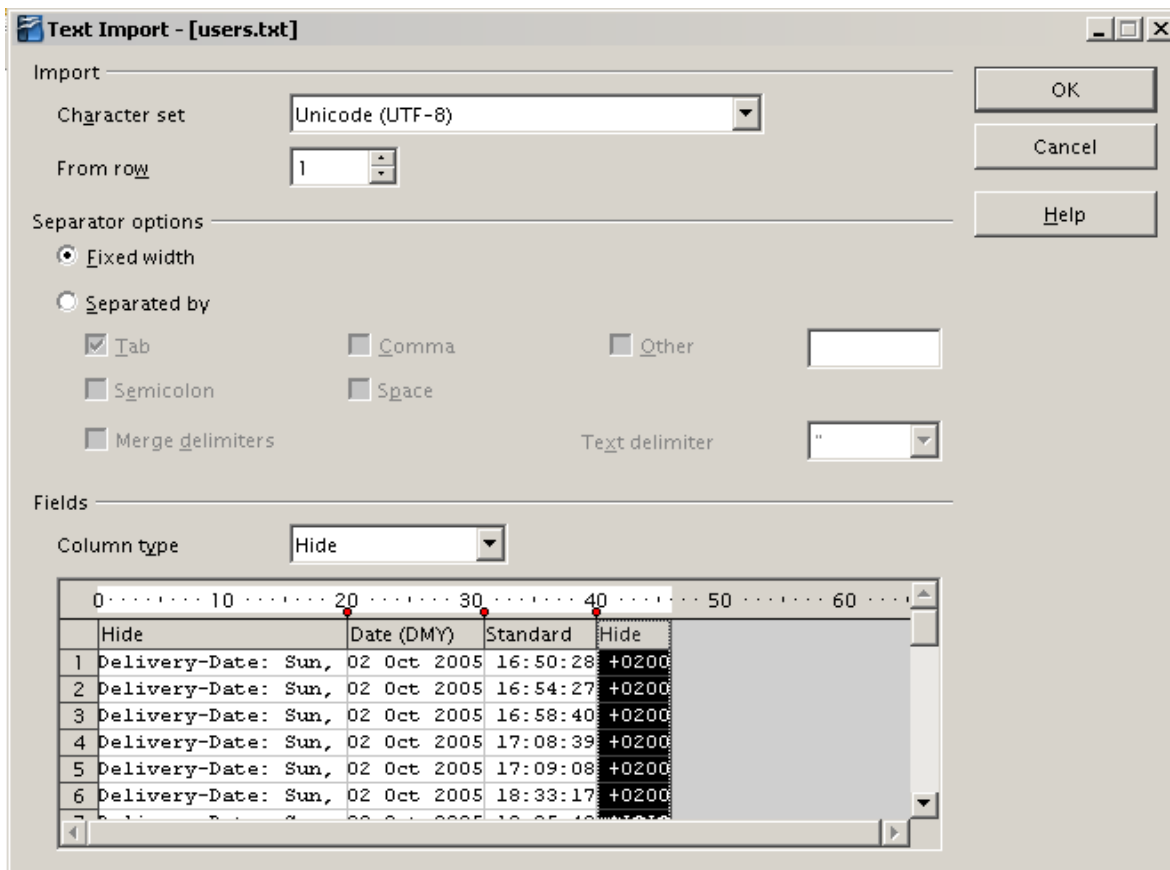 Text Import - [users.txt]
Import
OK
Character set Unicode (UTF-8)
Cancel
From row 1
Help
Separator options
Fixed width
Separated by
Tab Comma Other
Semicolon Space
Merge delimiters Text delimiter "
Fields
Column type Hide
0 10 20 30 40 50 60
Hide Date (DMY) Standard Hide
1 Delivery-Date: Sun, 02 Oct 2005 16:50:28 +0200
2 Delivery-Date: Sun, 02 Oct 2005 16:54:27 +0200
3 Delivery-Date: Sun, 02 Oct 2005 16:58:40 +0200
4 Delivery-Date: Sun, 02 Oct 2005 17:08:39 +0200
5 Delivery-Date: Sun, 02 Oct 2005 17:09:08 +0200
6 Delivery-Date: Sun, 02 Oct 2005 18:33:17 +0200